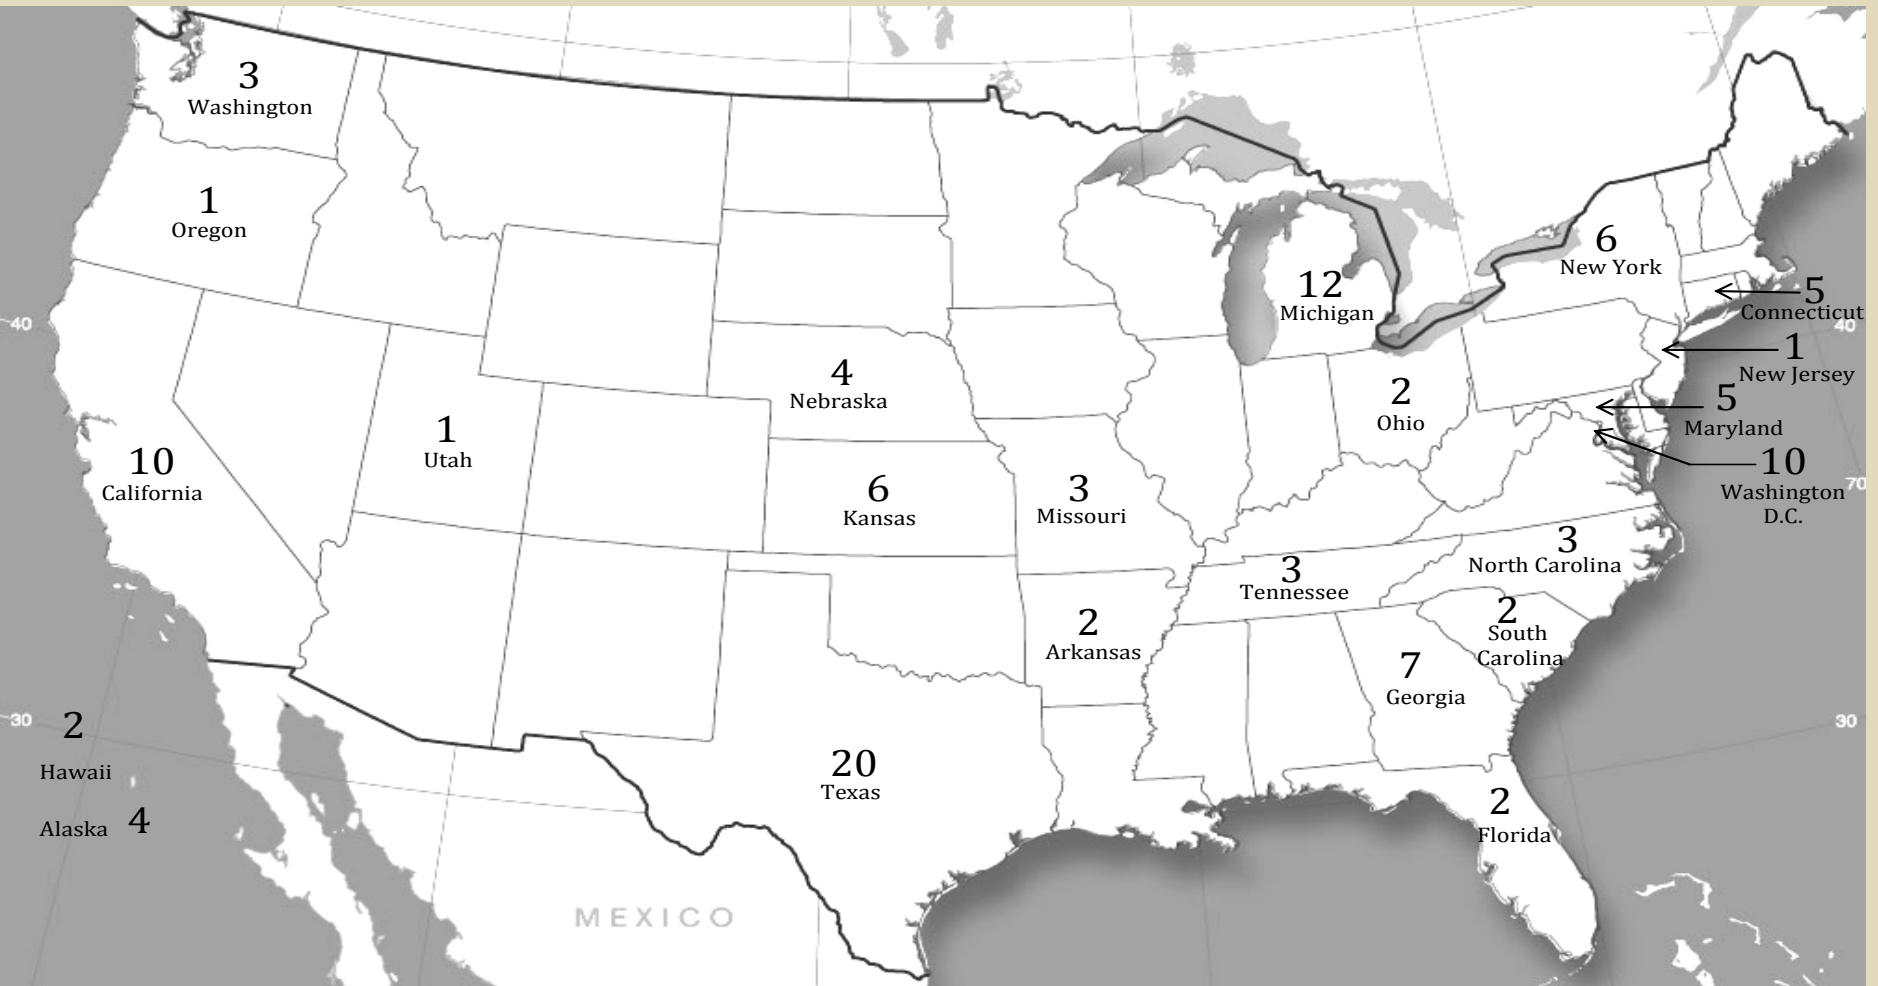 3
Washington
1
Oregon
6
New York
12
Michigan
5
Connecticut
40
40
1
New Jersey
4
Nebraska
2
Ohio
5
Maryland
1
Utah
10
California
6
Kansas
3
Missouri
10
Washington
D.C.
70
3
North Carolina
3
Tennessee
2
South
Carolina
2
Arkansas
7
Georgia
30
30
2
Hawaii
20
Texas
2
Florida
Alaska 4
MEXICO